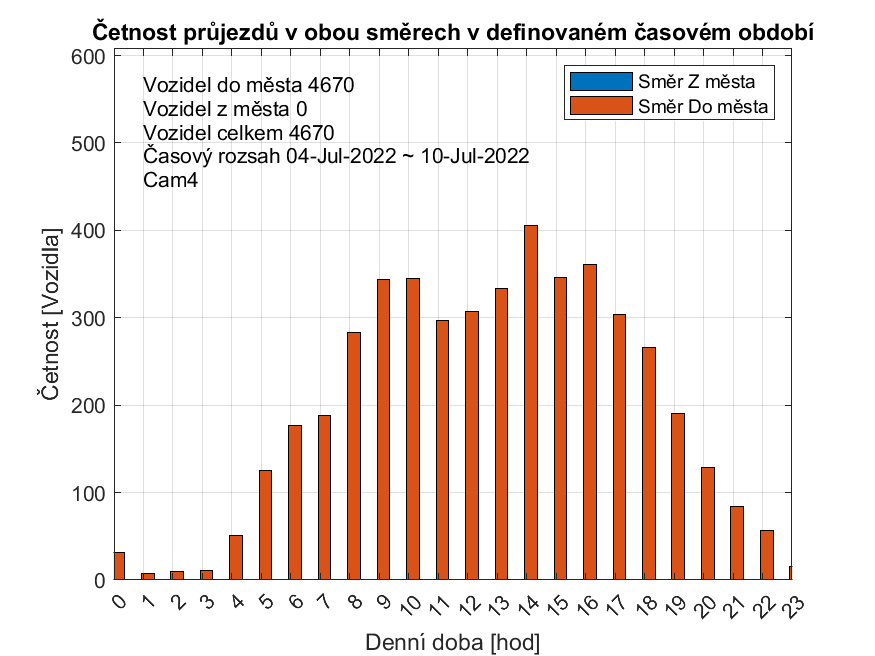 Četnost průjezdů v obou směrech v definovaném časovém období
Vozidel do města 4670
Vozidel z města 0
Vozidel celkem 4670
Časový rozsah 04-Jul-2022 ~ 10-Jul-2022
Cam4
Směr Z města
Směr Do města
Četnost [Vozidla]
600
500
400
300
200
100
0
0 1 2 3 4 5 6 7 8 9 10 11 12 13 14 15 16 17 18 19 20 21 22 23
Denní doba [hod]